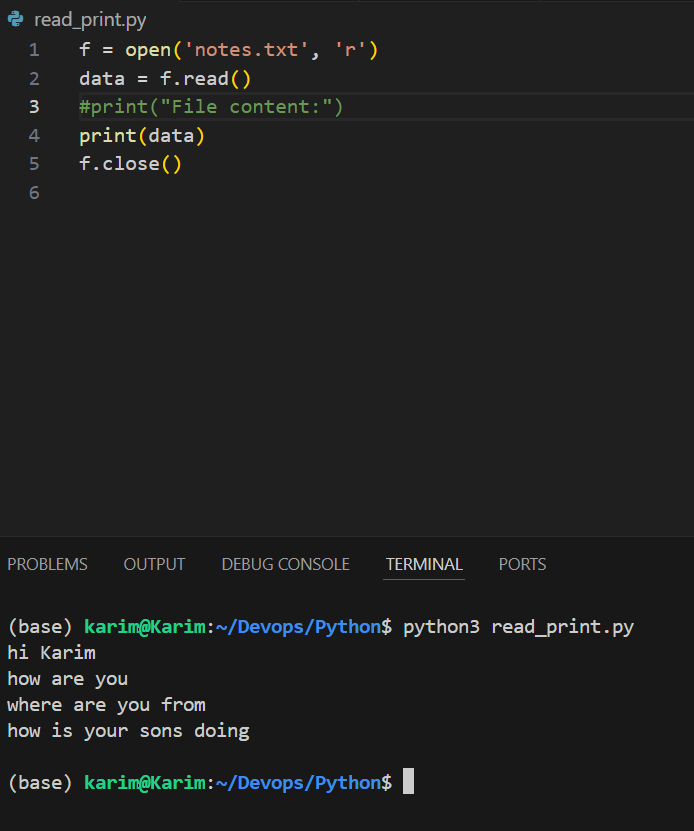 read_print.py
1 f = open('notes.txt', 'r')
2 data = f.read()
3 #print("File content:")
4 print(data)
5 f.close()
6
PROBLEMS OUTPUT DEBUG CONSOLE TERMINAL PORTS
(base) karim@Karim:~/Devops/Python$ python3 read_print.py
hi Karim
how are you
where are you from
how is your sons doing
(base) karim@Karim:~/Devops/Python$